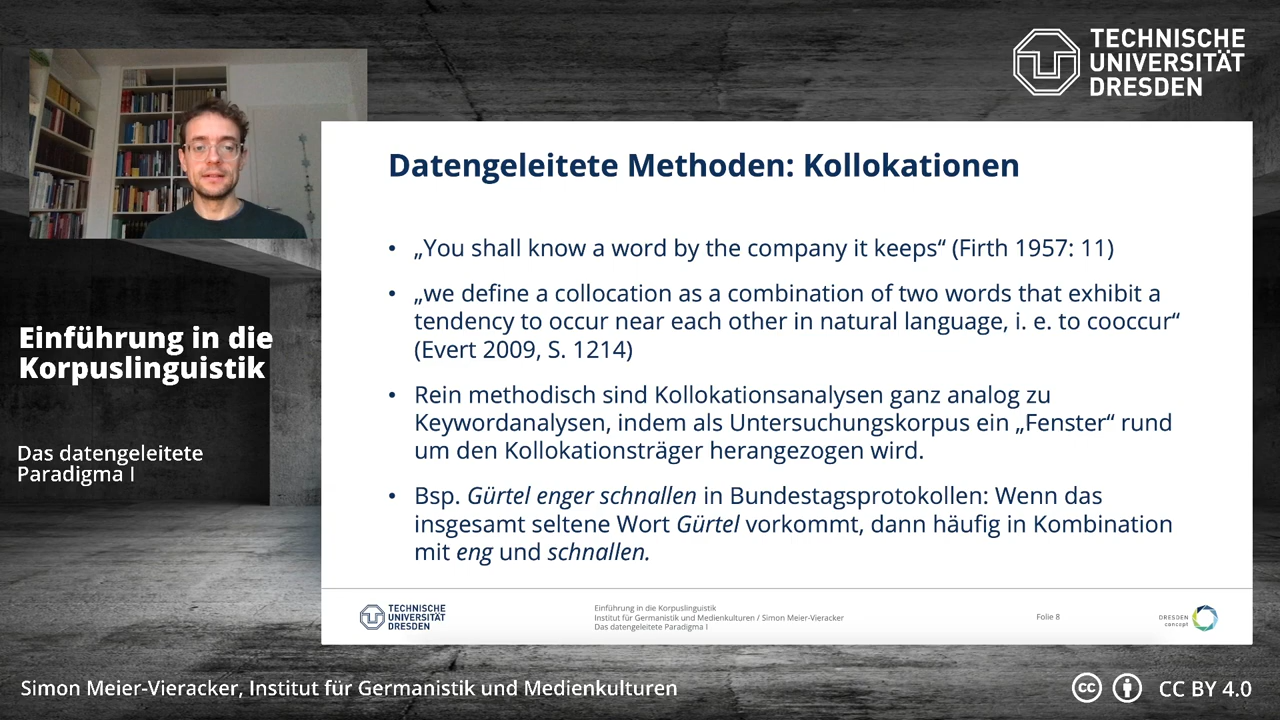 TECHNISCHE
UNIVERSITÄT
DRESDEN
Einführung in die
Korpuslinguistik
Das datengeleitete
Paradigma I
Datengeleitete Methoden: Kollokationen
• „You shall know a word by the company it keeps“ (Firth 1957: 11)
• „we define a collocation as a combination of two words that exhibit a
tendency to occur near each other in natural language, i. e. to cooccur“
(Evert 2009, S. 1214)
• Rein methodisch sind Kollokationsanalysen ganz analog zu
Keywordanalysen, indem als Untersuchungskorpus ein „Fenster“ rund
um den Kollokationsträger herangezogen wird.
• Bsp. Gürtel enger schnallen in Bundestagsprotokollen: Wenn das
insgesamt seltene Wort Gürtel vorkommt, dann häufig in Kombination
mit eng und schnallen.
TECHNISCHE
UNIVERSITÄT
DRESDEN
Einführung in die Korpuslinguistik
Institut für Germanistik und Medienkulturen / Simon Meier-Vieracker
Das datengeleitete Paradigma I
Folie 8
DRESDEN
concept
Simon Meier-Vieracker, Institut für Germanistik und Medienkulturen
cc
CC BY 4.0